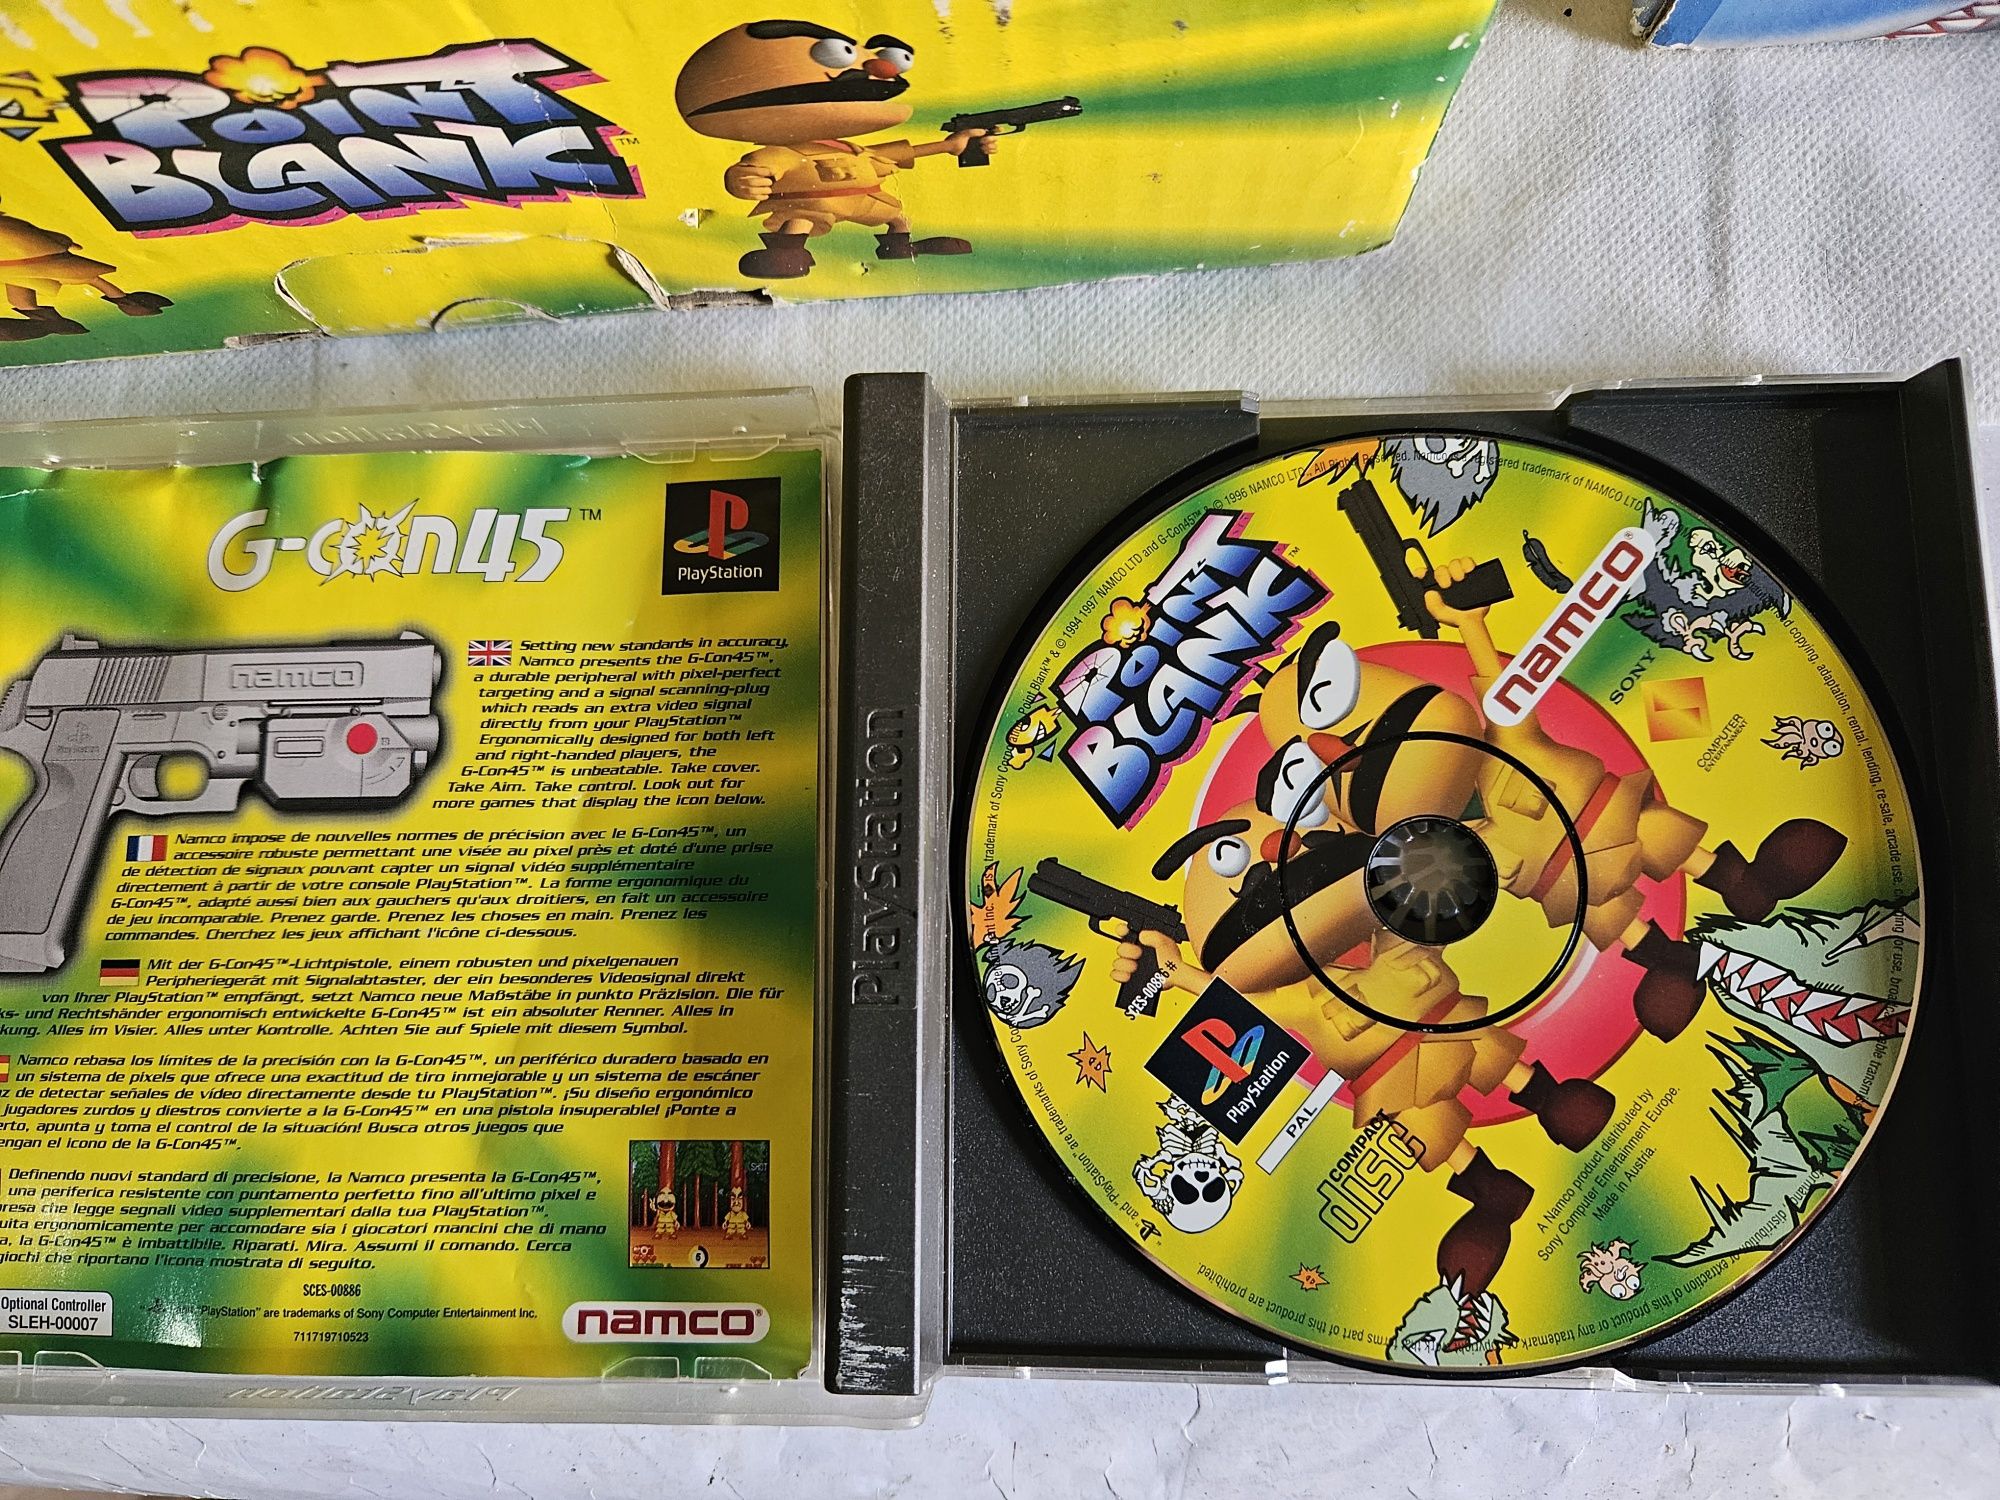 POINT
BLANK™
G-CON45™
PlayStation
namco
Setting new standards in accuracy,
Namco presents the G-Con45™,
a durable peripheral with pixel-perfect
targeting and a signal scanning-plug
which reads an extra video signal
directly from your PlayStation™
Ergonomically designed for both left
and right-handed players, the
G-Con45™ is unbeatable. Take cover.
Take Aim. Take control. Look out for
more games that display the icon below.
Namco impose de nouvelles normes de précision avec le G-Con45™, un
accessoire robuste permettant une visée au pixel près et doté d'une prise
de détection de signaux pouvant capter un signal vidéo supplémentaire
directement à partir de votre console PlayStation™. La forme ergonomique du
G-Con45™, adapté aussi bien aux gauchers qu'aux droitiers, en fait un accessoire
de jeu incomparable. Prenez garde. Prenez les choses en main. Prenez les
commandes. Cherchez les jeux affichant l'icône ci-dessous.
Mit der G-Con45™-Lichtpistole, einem robusten und pixelgenauen
Peripheriegerät mit Signalabtaster, der ein besonderes Videosignal direkt
von Ihrer PlayStation™ empfängt, setzt Namco neue Maßstäbe in punkto Präzision. Die für
ks- und Rechtshänder ergonomisch entwickelte G-Con45™ ist ein absoluter Renner. Alles in
kung. Alles im Visier. Alles unter Kontrolle. Achten Sie auf Spiele mit diesem Symbol.
Namco rebasa los límites de la precisión con la G-Con45™, un periférico duradero basado en
un sistema de pixels que ofrece una exactitud de tiro inmejorable y un sistema de escáner
z de detectar señales de vídeo directamente desde tu PlayStation™. ¡Su diseño ergonómico
jugadores zurdos y diestros convierte a la G-Con45™ en una pistola insuperable! ¡Ponte a
erto, apunta y toma el control de la situación! Busca otros juegos que
engan el icono de la G-Con45™.
Definendo nuovi standard di precisione, la Namco presenta la G-Con45™,
una periferica resistente con puntamento perfetto fino all'ultimo pixel e
presa che legge segnali video supplementari dalla tua PlayStation™.
uita ergonomicamente per accomodare sia i giocatori mancini che di mano
a, la G-Con45™ è imbattibile. Riparati. Mira. Assumi il comando. Cerca
giochi che riportano l'icona mostrata di seguito.
SCES-00886
Optional Controller
SLEH-00007
and "PlayStation" are trademarks of Sony Computer Entertainment Inc.
711719710523
namco®
PlayStation
POINT
BLANK™
namco®
SONY
COMPUTER
ENTERTAINMENT
SCES-00886 #
PlayStation
PAL
COMPACT
disc
A Namco product distributed by
Sony Computer Entertainment Europe.
Made in Austria.